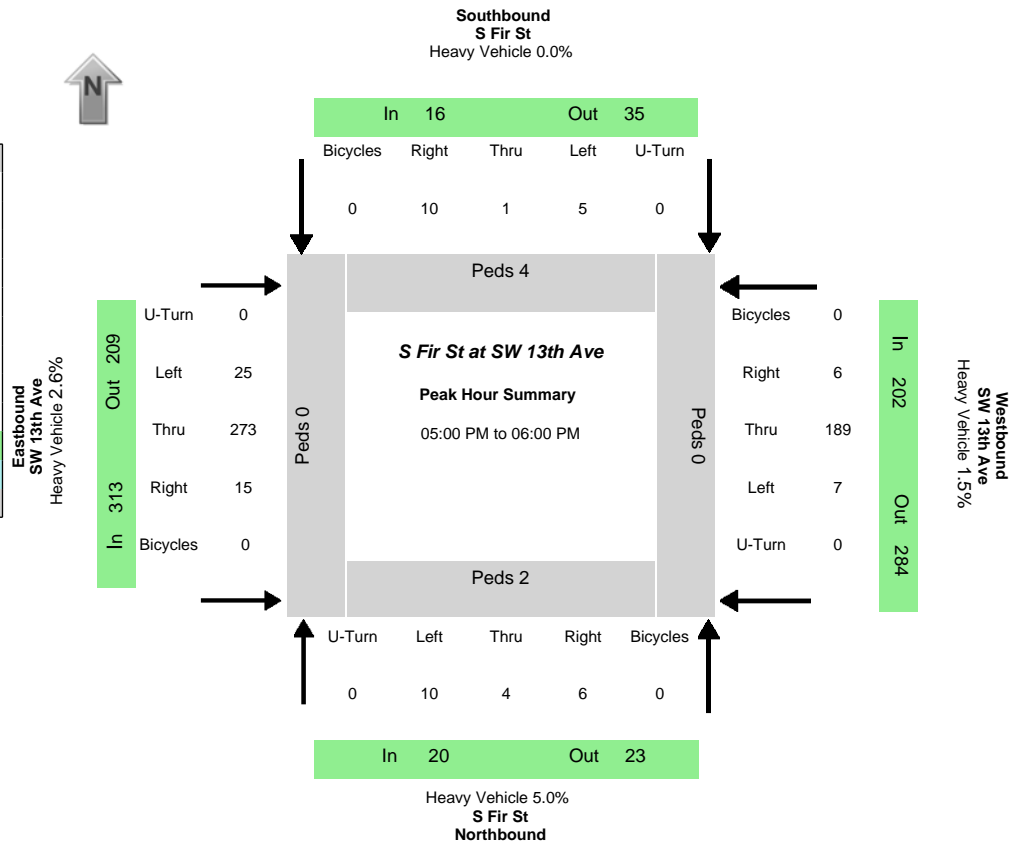 Southbound
S Fir St
Heavy Vehicle 0.0%
N
In 16 Out 35
Bicycles Right Thru Left U-Turn
0 10 1 5 0
Peds 4
Eastbound
SW 13th Ave
Heavy Vehicle 2.6%
In 313 Out 209
U-Turn 0
Left 25
Thru 273
Right 15
Bicycles 0
Peds 0
S Fir St at SW 13th Ave
Peak Hour Summary
05:00 PM to 06:00 PM
Peds 0
Bicycles 0
Right 6
Thru 189
Left 7
U-Turn 0
In 202 Out 284
Westbound
SW 13th Ave
Heavy Vehicle 1.5%
Peds 2
U-Turn Left Thru Right Bicycles
0 10 4 6 0
In 20 Out 23
Heavy Vehicle 5.0%
S Fir St
Northbound